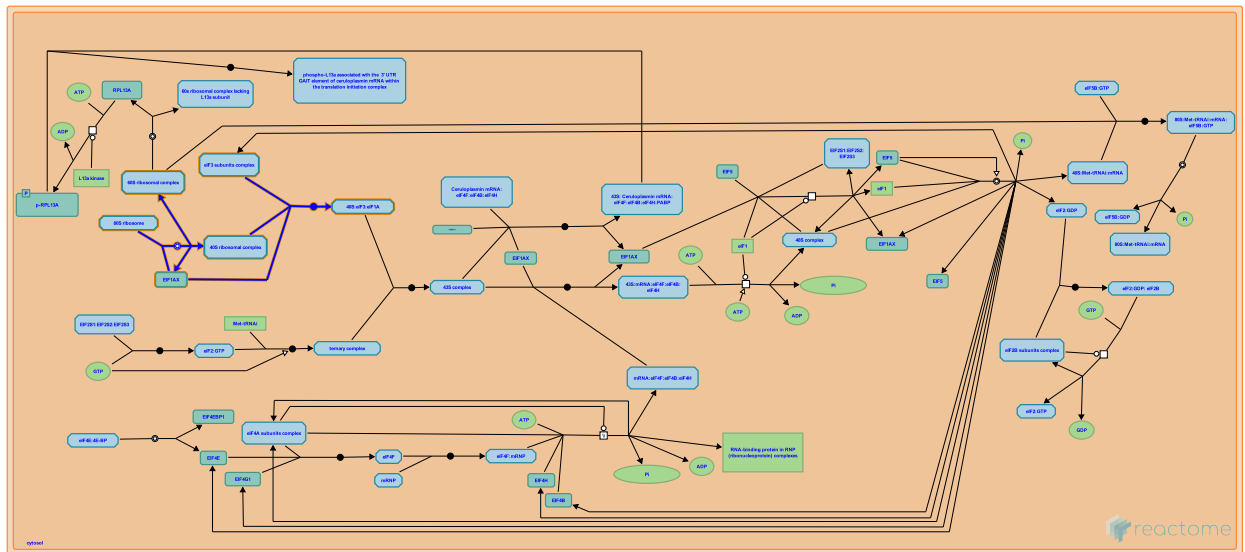 phospho-L13a associated with the 3' UTR
GAIT element of ceruloplasmin mRNA within
the translation initiation complex
ATP
RPL13A
60s ribosomal complex lacking
L13a subunit
ADP
L13a kinase
P
p-RPL13A
60S ribosomal complex
eIF3 subunits complex
80S ribosome
40S ribosomal complex
EIF1AX
40S:eIF3:eIF1A
Ceruloplasmin mRNA:
eIF4F:eIF4B:eIF4H
43S: Ceruloplasmin mRNA:
eIF4F:eIF4B:eIF4H:PABP
EIF1AX
EIF1AX
43S complex
43S:mRNA:eIF4F:eIF4B:
eIF4H
EIF5
EIF2S1:EIF2S2:
EIF2S3
EIF5
eIF1
eIF1
48S complex
EIF1AX
ATP
ATP
ADP
Pi
Pi
EIF5
eIF5B:GTP
80S:Met-tRNAi:mRNA:
eIF5B:GTP
40S:Met-tRNAi:mRNA
eIF2:GDP
eIF5B:GDP
Pi
80S:Met-tRNAi:mRNA
eIF2:GDP: eIF2B
GTP
eIF2B subunits complex
eIF2:GTP
GDP
EIF2S1:EIF2S2:EIF2S3
Met-tRNAi
eIF2:GTP
ternary complex
GTP
mRNA:eIF4F:eIF4B:eIF4H
EIF4EBP1
eIF4E:4E-BP
eIF4A subunits complex
EIF4E
EIF4G1
eIF4F
mRNP
eIF4F:mRNP
ATP
EIF4H
EIF4B
Pi
ADP
RNA-binding protein in RNP
(ribonucleoprotein) complexes
cytosol
reactome